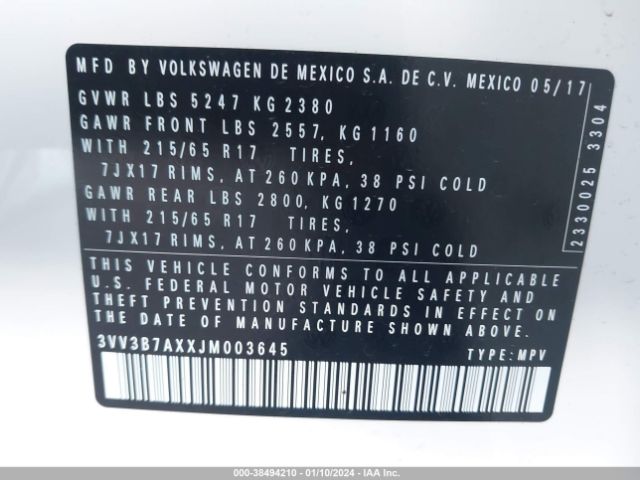 MFD BY VOLKSWAGEN DE MEXICO S.A. DE C.V. MEXICO 05/17
GVWR LBS 5247 KG 2380
GAWR FRONT LBS 2557, KG 1160
WITH 215/65 R17 TIRES,
7JX17 RIMS, AT 260 KPA, 38 PSI COLD
GAWR REAR LBS 2800, KG 1270
WITH 215/65 R17 TIRES,
7JX17 RIMS, AT 260 KPA, 38 PSI COLD
2330025 3304
THIS VEHICLE CONFORMS TO ALL APPLICABLE
U.S. FEDERAL MOTOR VEHICLE SAFETY AND
THEFT PREVENTION STANDARDS IN EFFECT ON
THE DATE OF MANUFACTURE SHOWN ABOVE.
3VV3B7AXXJM003645 TYPE: MPV
000-38494210 - 01/10/2024 - IAA Inc.